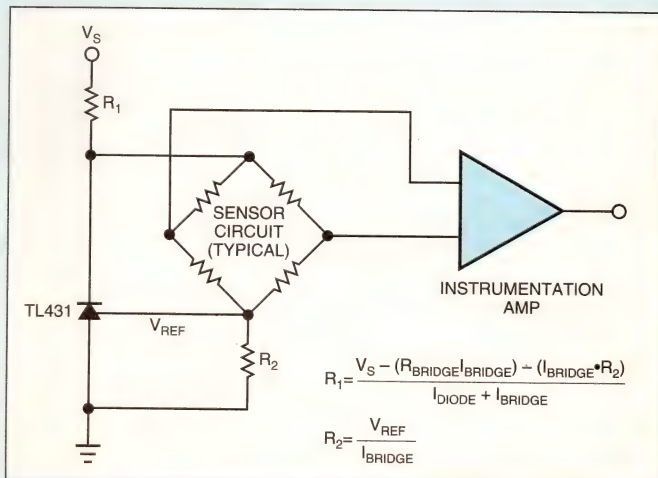 V_S
R_1
SENSOR
CIRCUIT
(TYPICAL)
TL431
V_REF
R_2
INSTRUMENTATION
AMP
R_1 = V_S – (R_BRIDGE I_BRIDGE) – (I_BRIDGE•R_2)
I_DIODE + I_BRIDGE
R_2 = V_REF
I_BRIDGE